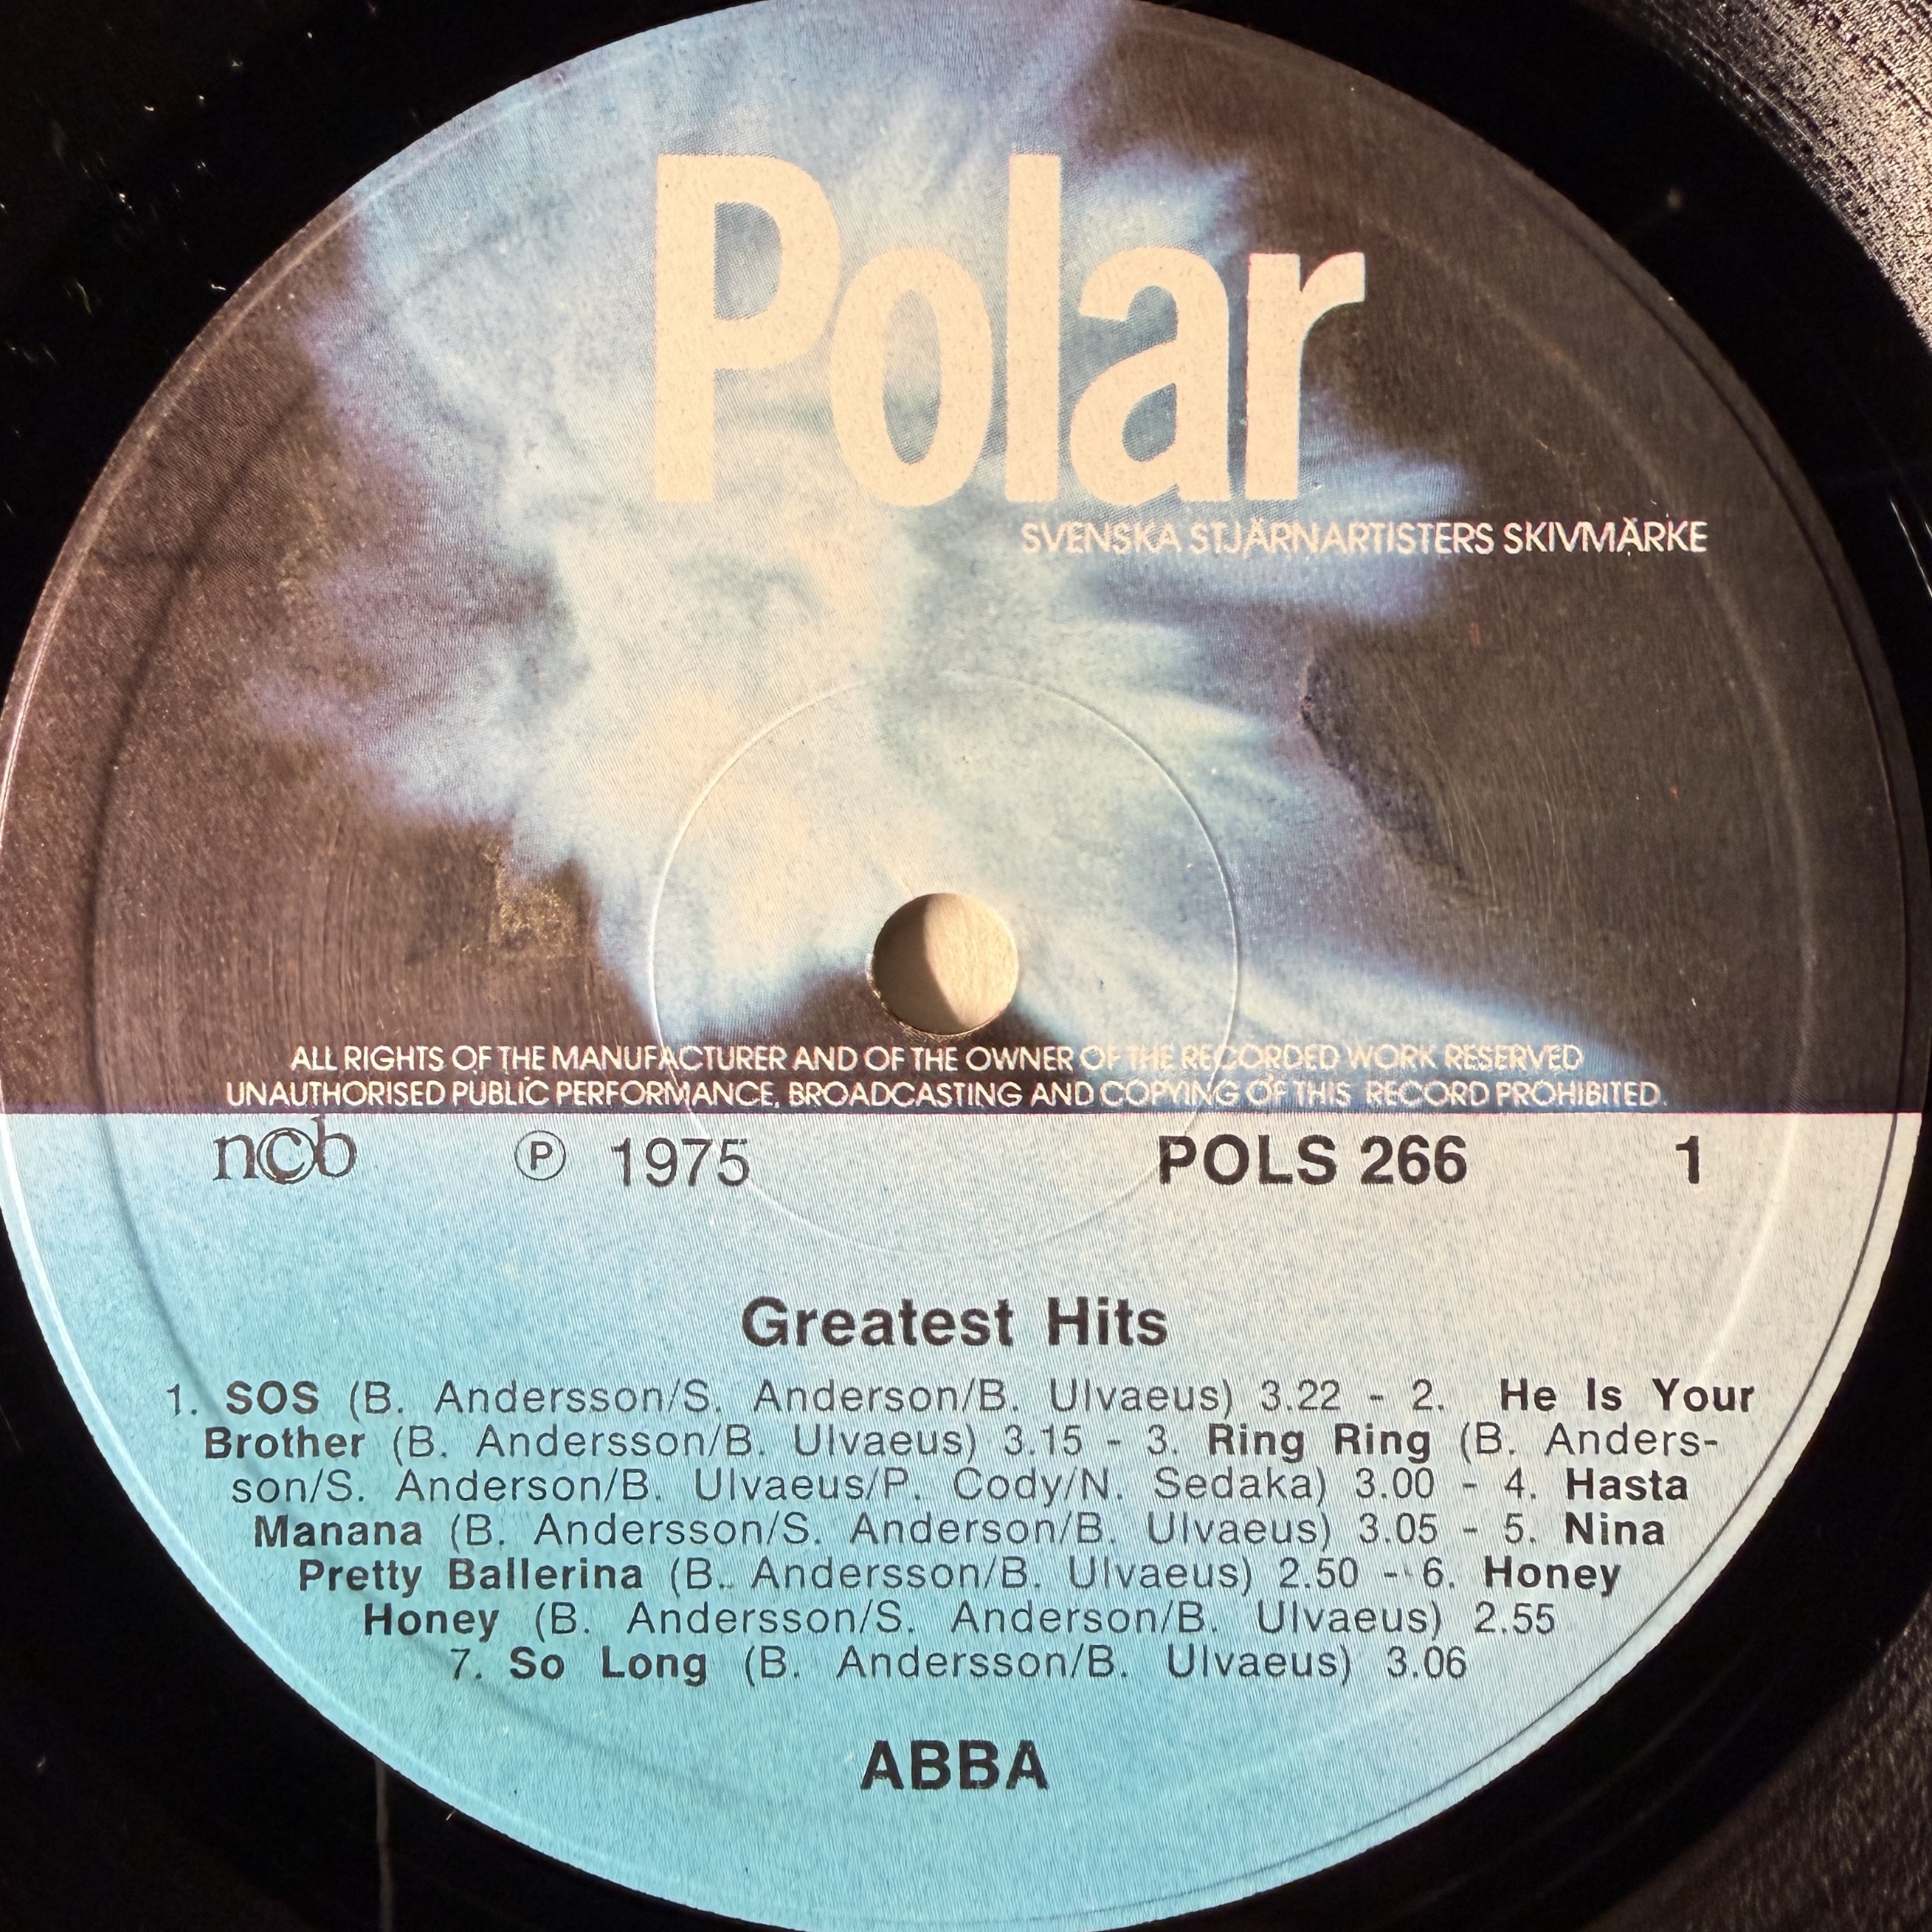 Polar
SVENSKA STJÄRNARTISTERS SKIVMÄRKE
ALL RIGHTS OF THE MANUFACTURER AND OF THE OWNER OF THE RECORDED WORK RESERVED
UNAUTHORISED PUBLIC PERFORMANCE, BROADCASTING AND COPYING OF THIS RECORD PROHIBITED.
ncb ℗ 1975 POLS 266 1
Greatest Hits
1. SOS (B. Andersson/S. Anderson/B. Ulvaeus) 3.22 - 2. He Is Your
Brother (B. Andersson/B. Ulvaeus) 3.15 - 3. Ring Ring (B. Anders-
son/S. Anderson/B. Ulvaeus/P. Cody/N. Sedaka) 3.00 - 4. Hasta
Manana (B. Andersson/S. Anderson/B. Ulvaeus) 3.05 - 5. Nina
Pretty Ballerina (B. Andersson/B. Ulvaeus) 2.50 - 6. Honey
Honey (B. Andersson/S. Anderson/B. Ulvaeus) 2.55
7. So Long (B. Andersson/B. Ulvaeus) 3.06
ABBA